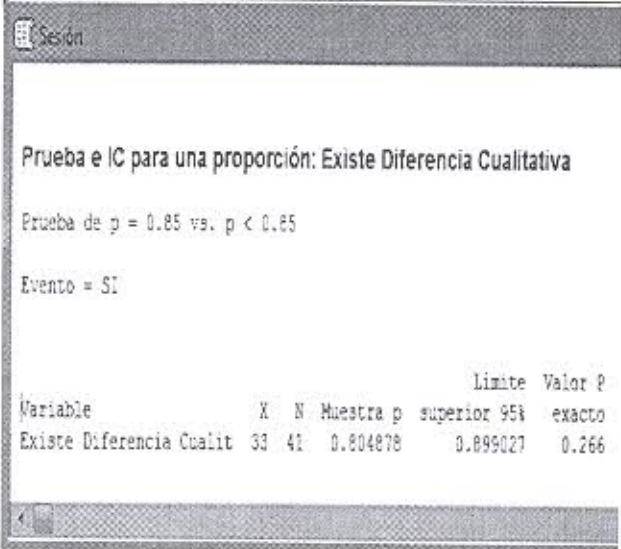 Sesión
Prueba e IC para una proporción: Existe Diferencia Cualitativa
Prueba de p = 0.85 vs. p < 0.85
Evento = SI
Límite Valor P
Variable X N Muestra p superior 95% exacto
Existe Diferencia Cualit 33 41 0.804878 0.899027 0.266